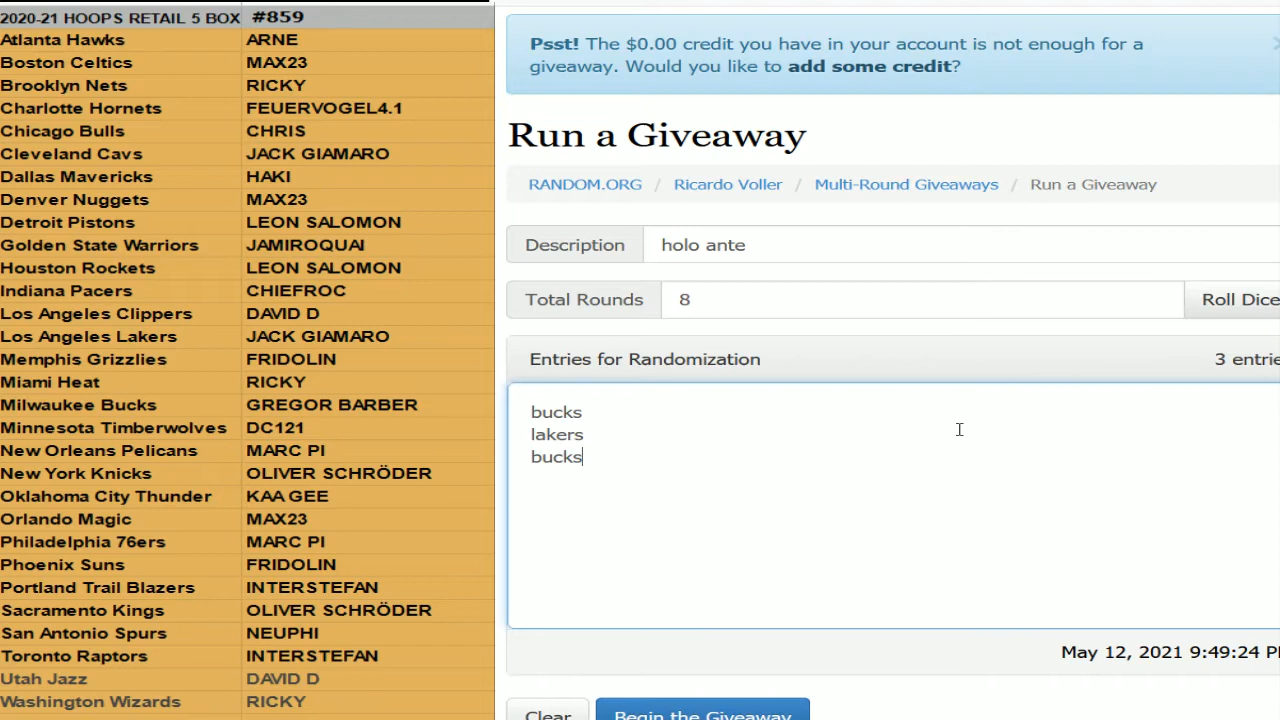 2020-21 HOOPS RETAIL 5 BOX #859
Atlanta Hawks ARNE
Boston Celtics MAX23
Brooklyn Nets RICKY
Charlotte Hornets FEUERVOGEL4.1
Chicago Bulls CHRIS
Cleveland Cavs JACK GIAMARO
Dallas Mavericks HAKI
Denver Nuggets MAX23
Detroit Pistons LEON SALOMON
Golden State Warriors JAMIROQUAI
Houston Rockets LEON SALOMON
Indiana Pacers CHIEFROC
Los Angeles Clippers DAVID D
Los Angeles Lakers JACK GIAMARO
Memphis Grizzlies FRIDOLIN
Miami Heat RICKY
Milwaukee Bucks GREGOR BARBER
Minnesota Timberwolves DC121
New Orleans Pelicans MARC PI
New York Knicks OLIVER SCHRÖDER
Oklahoma City Thunder KAA GEE
Orlando Magic MAX23
Philadelphia 76ers MARC PI
Phoenix Suns FRIDOLIN
Portland Trail Blazers INTERSTEFAN
Sacramento Kings OLIVER SCHRÖDER
San Antonio Spurs NEUPHI
Toronto Raptors INTERSTEFAN
Utah Jazz DAVID D
Washington Wizards RICKY
Psst! The $0.00 credit you have in your account is not enough for a
giveaway. Would you like to add some credit?
Run a Giveaway
RANDOM.ORG / Ricardo Voller / Multi-Round Giveaways / Run a Giveaway
Description holo ante
Total Rounds 8 Roll Dice
Entries for Randomization 3 entrie
bucks
lakers
bucks
May 12, 2021 9:49:24 P
Clear Begin the Giveaway